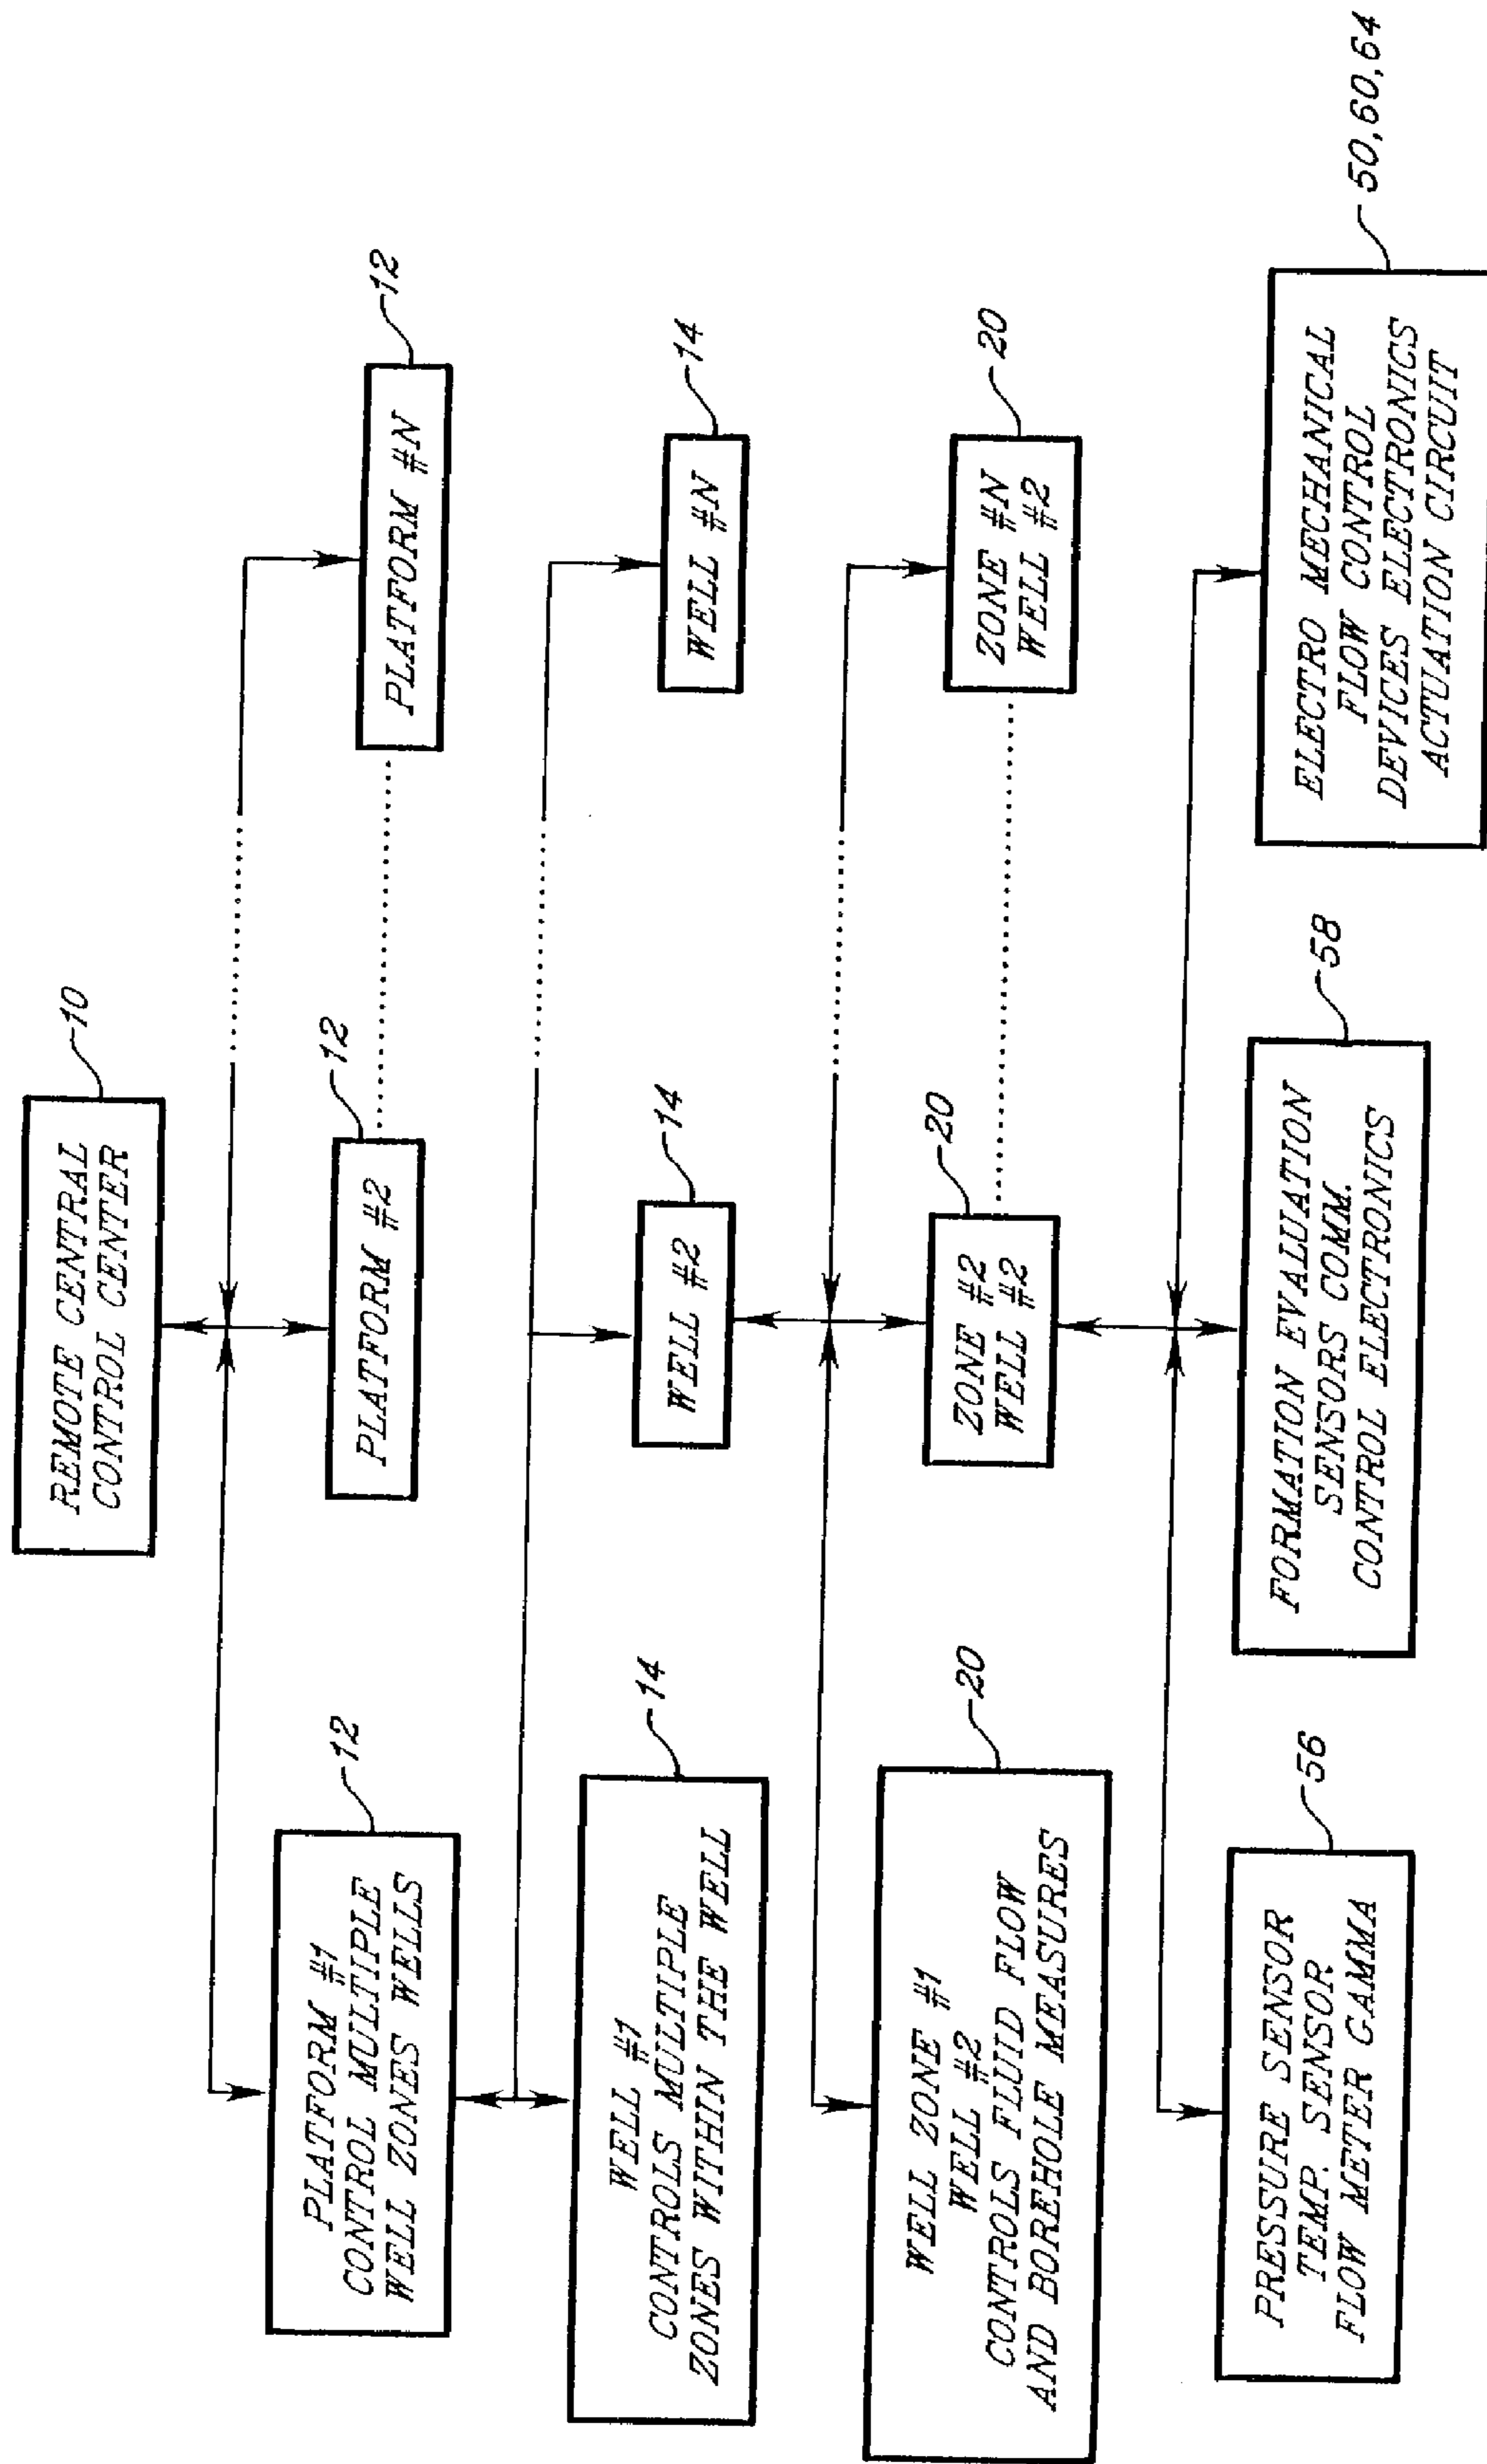 REMOTE CENTRAL
CONTROL CENTER
10
PLATFORM #1
CONTROL MULTIPLE
WELL ZONES WELLS
12
PLATFORM #2
12
PLATFORM #N
12
WELL #1
CONTROLS MULTIPLE
ZONES WITHIN THE WELL
14
WELL #2
14
WELL #N
14
WELL ZONE #1
WELL #2
CONTROLS FLUID FLOW
AND BOREHOLE MEASURES
20
ZONE #2
WELL #2
20
ZONE #N
WELL #2
20
PRESSURE SENSOR
TEMP. SENSOR
FLOW METER GAMMA
56
FORMATION EVALUATION
SENSORS COMM.
CONTROL ELECTRONICS
58
ELECTRO MECHANICAL
FLOW CONTROL
DEVICES ELECTRONICS
ACTUATION CIRCUIT
50,60,64